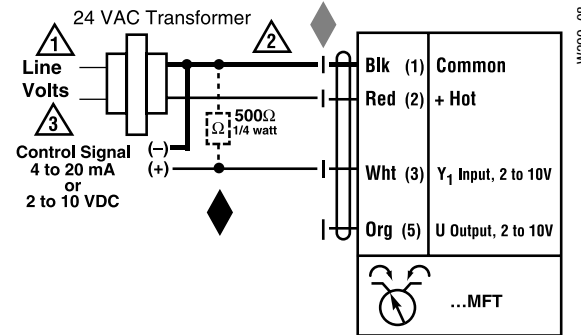 24 VAC Transformer
1
2
Line
Volts
3
Control Signal
4 to 20 mA
or
2 to 10 VDC
(–)
(+)
Ω
500Ω
1/4 watt
Blk (1) Common
Red (2) + Hot
Wht (3) Y₁ Input, 2 to 10V
Org (5) U Output, 2 to 10V
...MFT